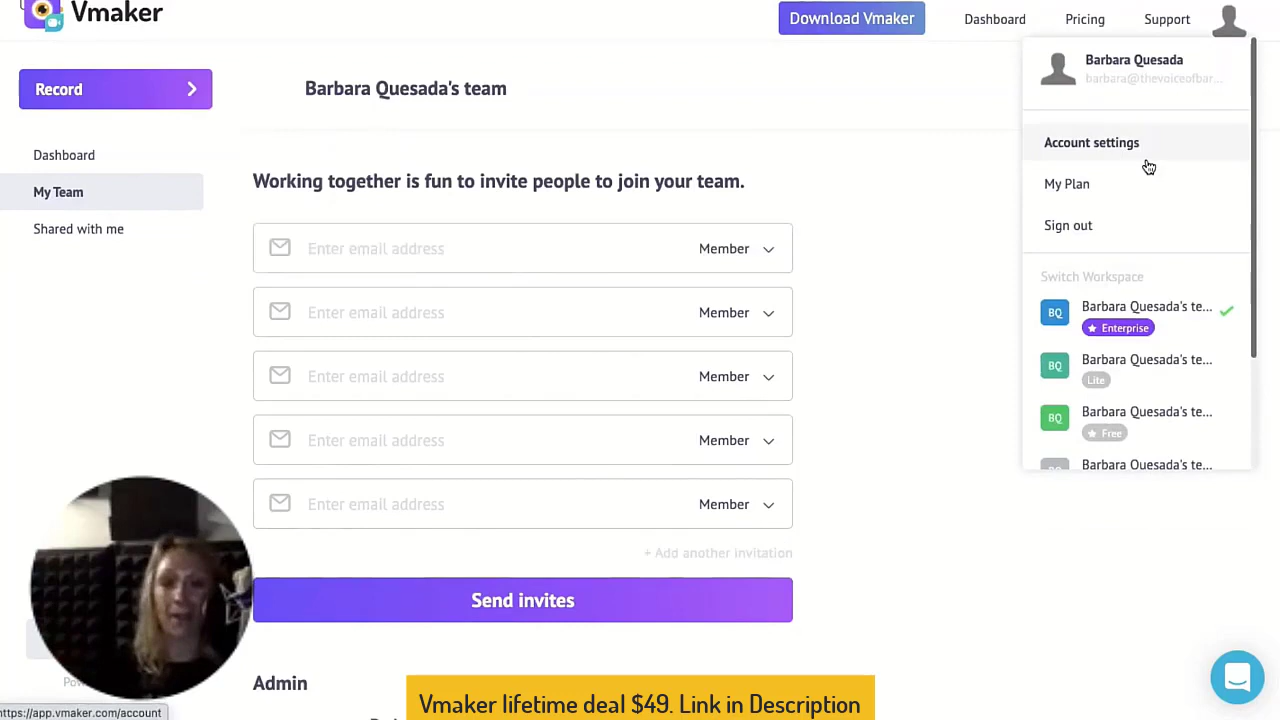 Vmaker
Download Vmaker
Dashboard
Pricing
Support
Record
Barbara Quesada's team
Barbara Quesada
barbara@thevoiceofbar...
Dashboard
My Team
Shared with me
Account settings
My Plan
Sign out
Working together is fun to invite people to join your team.
Enter email address
Member
Enter email address
Member
Enter email address
Member
Enter email address
Member
Enter email address
Member
+ Add another invitation
Send invites
Switch Workspace
BQ
Barbara Quesada's te...
Enterprise
BQ
Barbara Quesada's te...
Lite
BQ
Barbara Quesada's te...
Free
Barbara Quesada's te...
Admin
Vmaker lifetime deal $49. Link in Description
https://app.vmaker.com/account